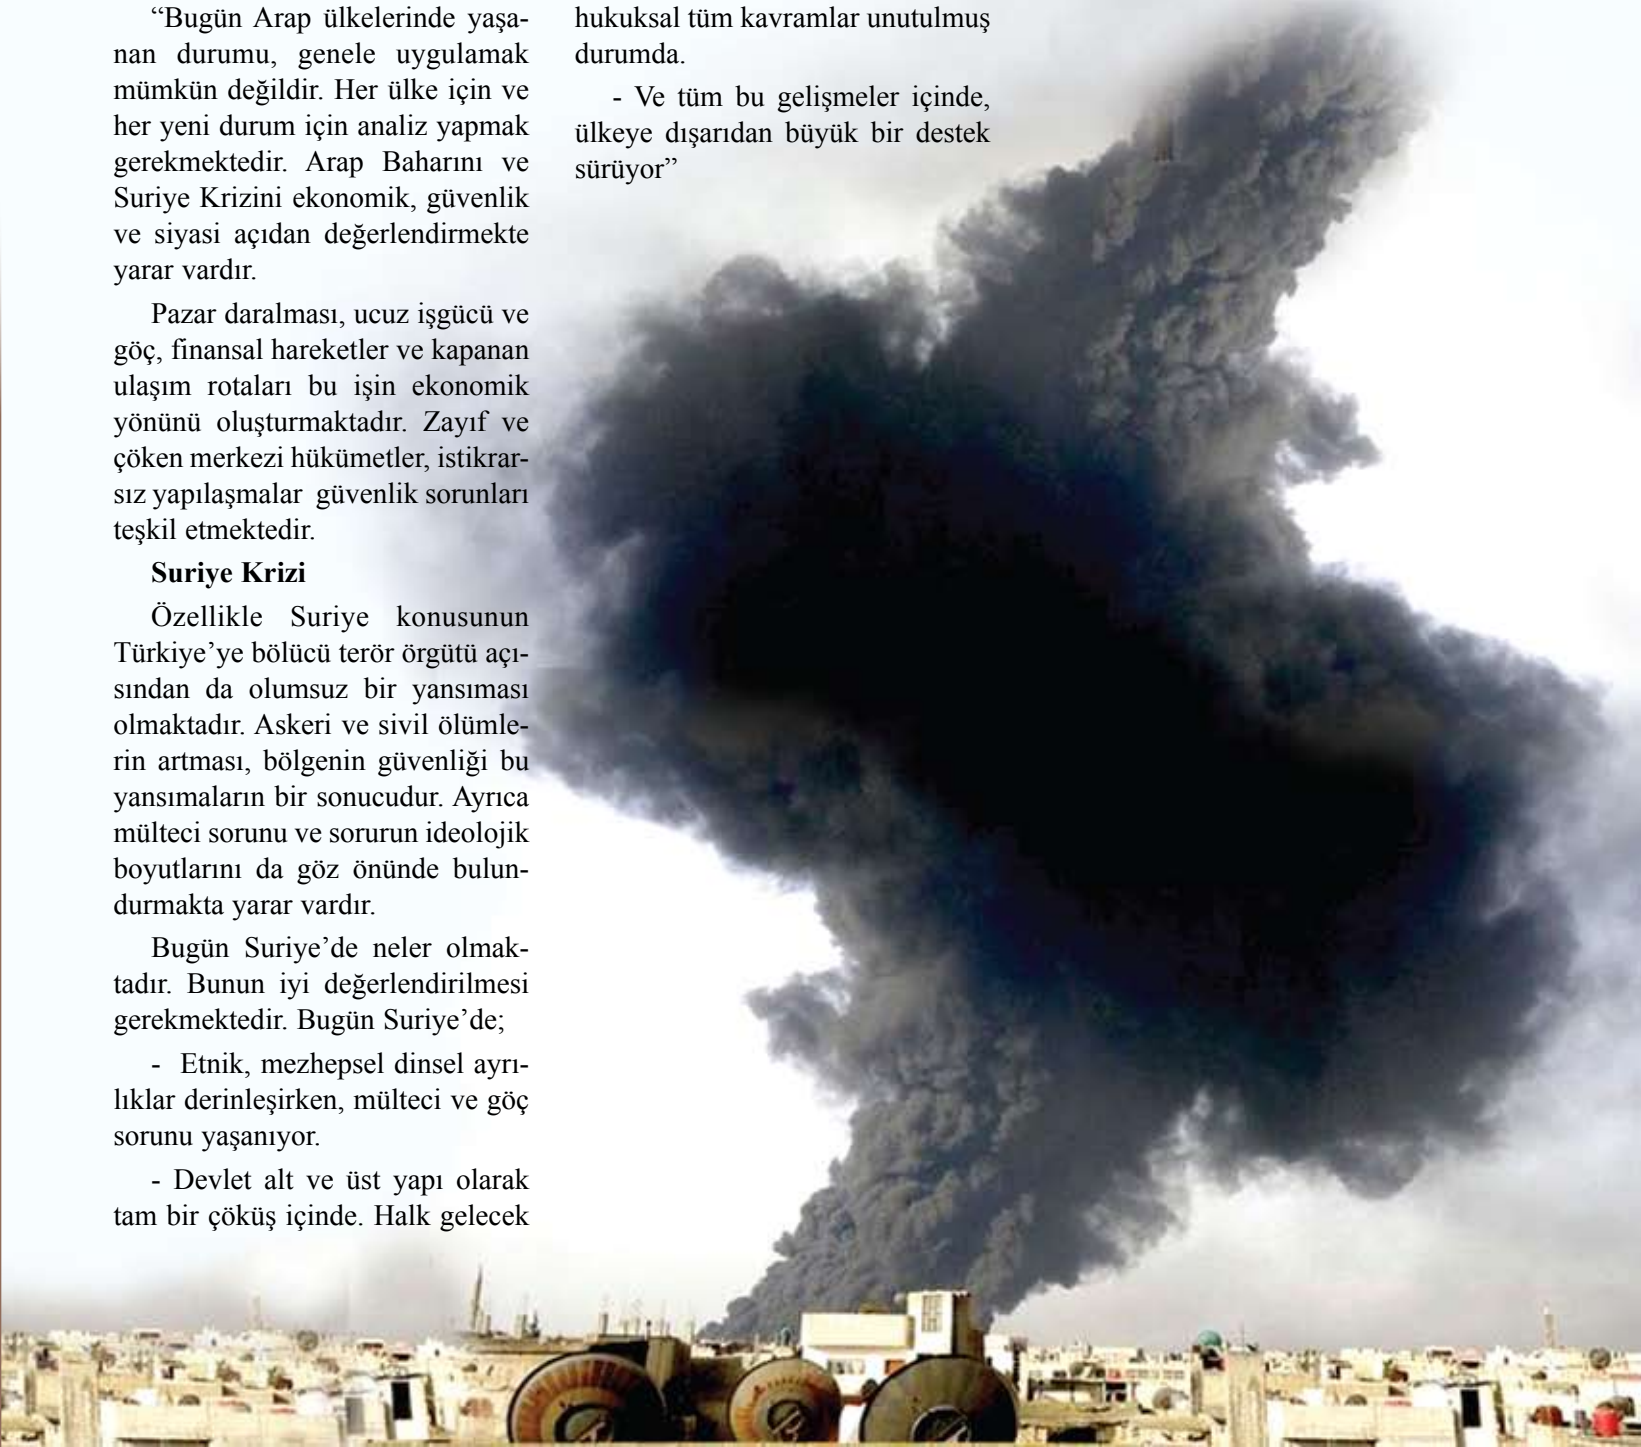 “Bugün Arap ülkelerinde yaşa-
nan durumu, genele uygulamak
mümkün değildir. Her ülke için ve
her yeni durum için analiz yapmak
gerekmektedir. Arap Baharını ve
Suriye Krizini ekonomik, güvenlik
ve siyasi açıdan değerlendirmekte
yarar vardır.
Pazar daralması, ucuz işgücü ve
göç, finansal hareketler ve kapanan
ulaşım rotaları bu işin ekonomik
yönünü oluşturmaktadır. Zayıf ve
çöken merkezi hükümetler, istikrar-
sız yapılaşmalar güvenlik sorunları
teşkil etmektedir.
Suriye Krizi
Özellikle Suriye konusunun
Türkiye’ye bölücü terör örgütü açı-
sından da olumsuz bir yansıması
olmaktadır. Askeri ve sivil ölümle-
rin artması, bölgenin güvenliği bu
yansımaların bir sonucudur. Ayrıca
mülteci sorunu ve sorurun ideolojik
boyutlarını da göz önünde bulun-
durmakta yarar vardır.
Bugün Suriye’de neler olmak-
tadır. Bunun iyi değerlendirilmesi
gerekmektedir. Bugün Suriye’de;
- Etnik, mezhepsel dinsel ayrı-
lıklar derinleşirken, mülteci ve göç
sorunu yaşanıyor.
- Devlet alt ve üst yapı olarak
tam bir çöküş içinde. Halk gelecek
hukuksal tüm kavramlar unutulmuş
durumda.
- Ve tüm bu gelişmeler içinde,
ülkeye dışarıdan büyük bir destek
sürüyor”